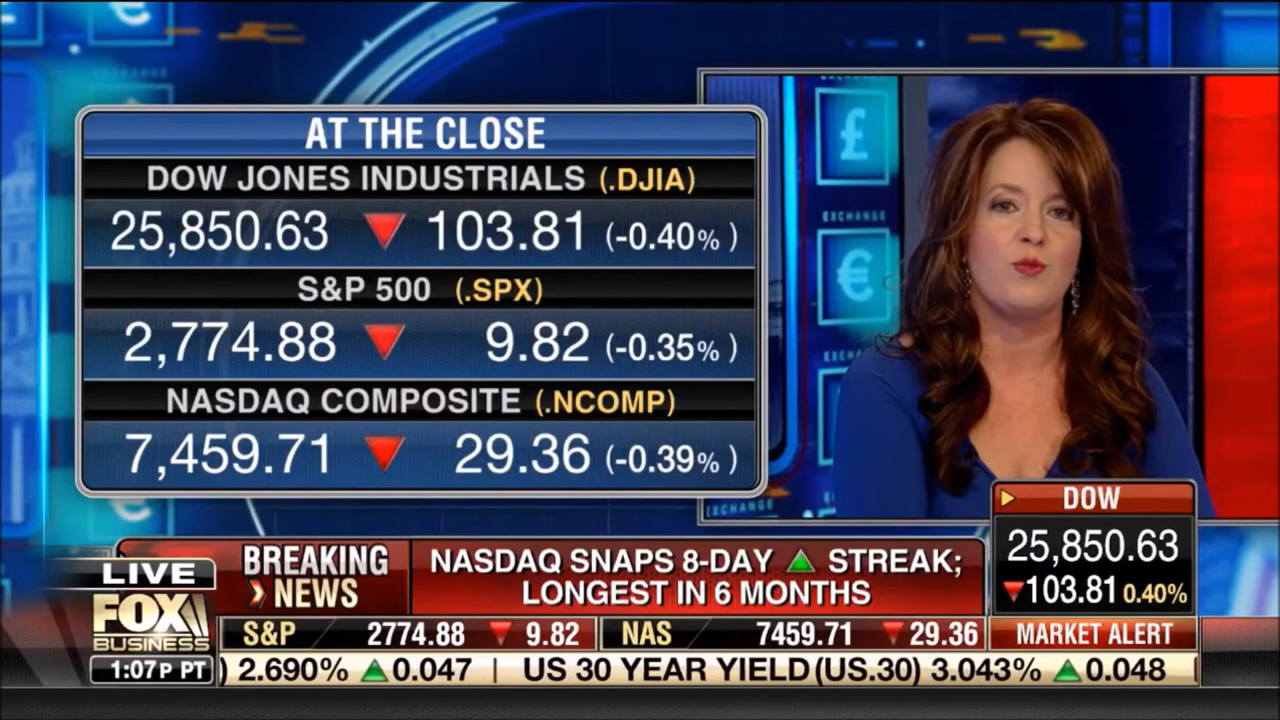 AT THE CLOSE
DOW JONES INDUSTRIALS (.DJIA)
25,850.63 ▼ 103.81 (-0.40%)
S&P 500 (.SPX)
2,774.88 ▼ 9.82 (-0.35%)
NASDAQ COMPOSITE (.NCOMP)
7,459.71 ▼ 29.36 (-0.39%)
£
EXCHANGE
€
EXCHANGE
DOW
25,850.63
▼103.81 0.40%
MARKET ALERT
LIVE
FOX
BUSINESS
1:07P PT
BREAKING
NEWS
NASDAQ SNAPS 8-DAY ▲ STREAK;
LONGEST IN 6 MONTHS
S&P 2774.88 ▼ 9.82 NAS 7459.71 ▼ 29.36
) 2.690% ▲ 0.047 | US 30 YEAR YIELD (US.30) 3.043% ▲ 0.048